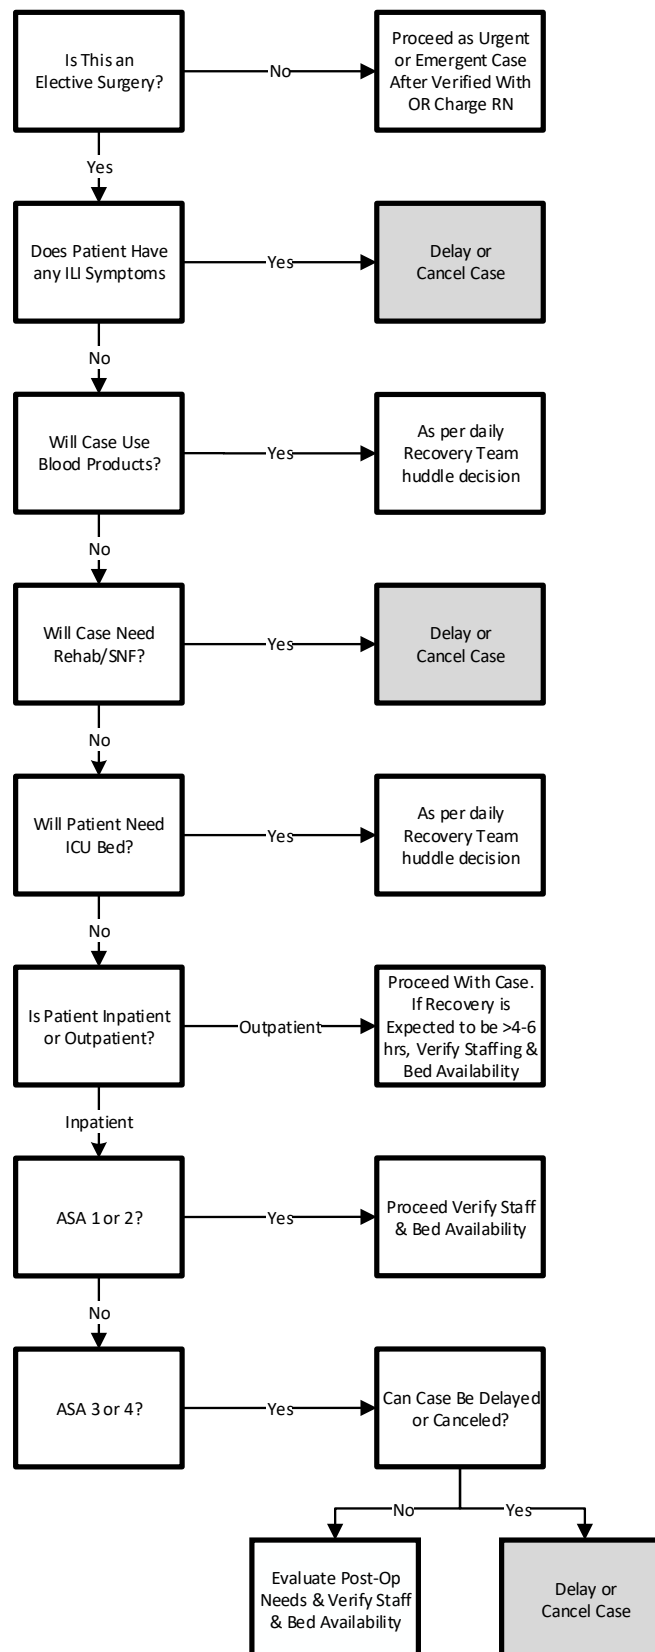 Is This an
Elective Surgery?
No
Proceed as Urgent
or Emergent Case
After Verified With
OR Charge RN
Yes
Does Patient Have
any ILI Symptoms
Yes
Delay or
Cancel Case
No
Will Case Use
Blood Products?
Yes
As per daily
Recovery Team
huddle decision
No
Will Case Need
Rehab/SNF?
Yes
Delay or
Cancel Case
No
Will Patient Need
ICU Bed?
Yes
As per daily
Recovery Team
huddle decision
No
Is Patient Inpatient
or Outpatient?
Outpatient
Proceed With Case.
If Recovery is
Expected to be >4-6
hrs, Verify Staffing &
Bed Availability
Inpatient
ASA 1 or 2?
Yes
Proceed Verify Staff
& Bed Availability
No
ASA 3 or 4?
Yes
Can Case Be Delayed
or Canceled?
No
Yes
Evaluate Post-Op
Needs & Verify Staff
& Bed Availability
Delay or
Cancel Case